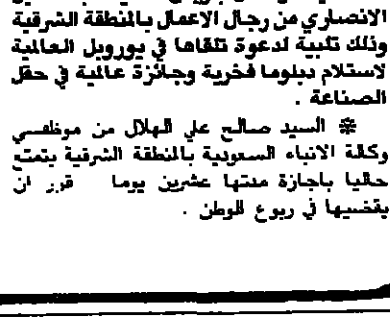 الانصاري من رجال الاعمال بالمنطقة الشرقية
وذلك تلبية لدعوة تلقاها في يوروبل العالمية
لاستلام دبلوما فخرية وجائزة عالمية في حقل
الصناعة .
❊ السيد صالح علي الهلال من موظفي
وكالة الانباء السعودية بالمنطقة الشرقية يتمتع
حاليا باجازة مدتها عشرين يوما قرر ان
يقضيها في ربوع الوطن .